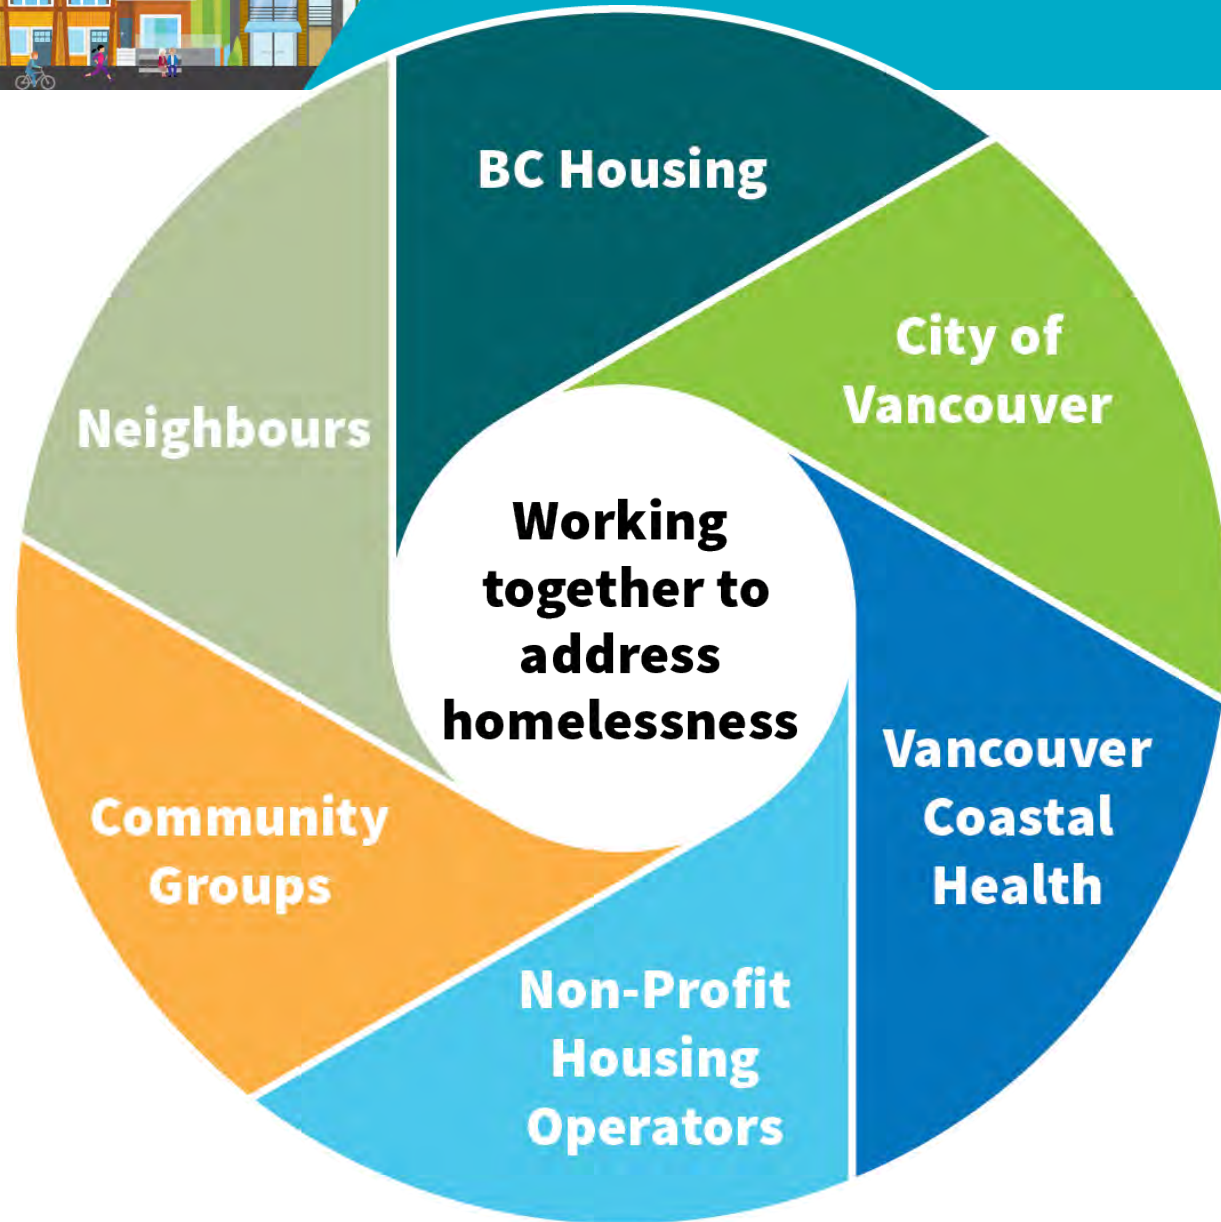 BC Housing
City of
Vancouver
Vancouver
Coastal
Health
Non-Profit
Housing
Operators
Community
Groups
Neighbours
Working
together to
address
homelessness